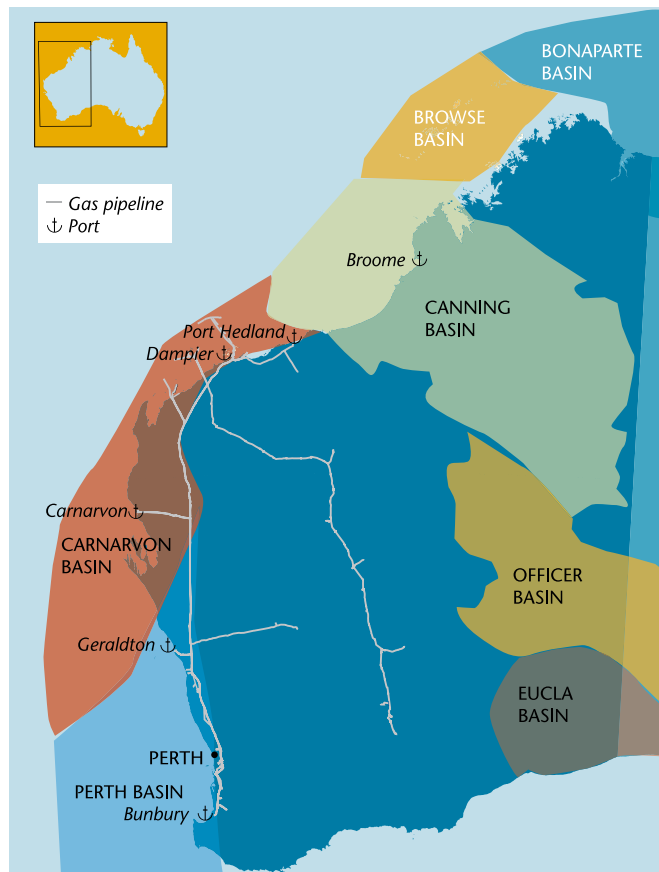 BONAPARTE
BASIN
BROWSE
BASIN
Gas pipeline
Port
Broome
CANNING
BASIN
Port Hedland
Dampier
Carnarvon
CARNARVON
BASIN
OFFICER
BASIN
Geraldton
EUCLA
BASIN
PERTH
PERTH BASIN
Bunbury